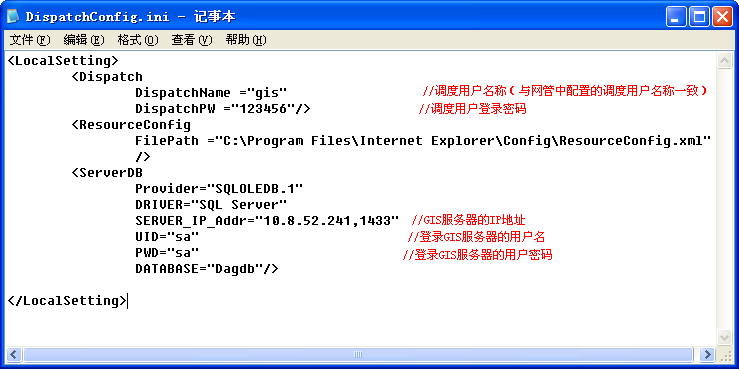 DispatchConfig.ini - 记事本
文件(F) 编辑(E) 格式(O) 查看(V) 帮助(H)
<LocalSetting>
<Dispatch
DispatchName ="gis" //调度用户名称(与网管中配置的调度用户名称一致)
DispatchPW ="123456"/> //调度用户登录密码
<ResourceConfig
FilePath ="C:\Program Files\Internet Explorer\Config\ResourceConfig.xml"
/>
<ServerDB
Provider="SQLOLEDB.1"
DRIVER="SQL Server"
SERVER_IP_Addr="10.8.52.241,1433" //GIS服务器的IP地址
UID="sa" //登录GIS服务器的用户名
PWD="sa" //登录GIS服务器的用户密码
DATABASE="Dagdb"/>
</LocalSetting>